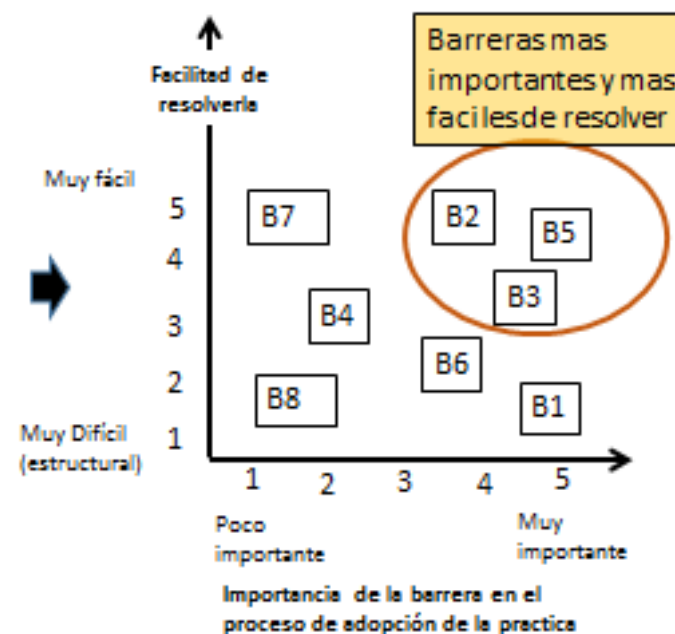 Facilitad de
resolverla
Barreras mas
importantes y mas
faciles de resolver
Muy fácil
5
4
3
2
1
B7
B2
B5
B3
B4
B6
B8
B1
Muy Difícil
(estructural)
1 2 3 4 5
Poco
importante
Muy
importante
Importancia de la barrera en el
proceso de adopción de la practica